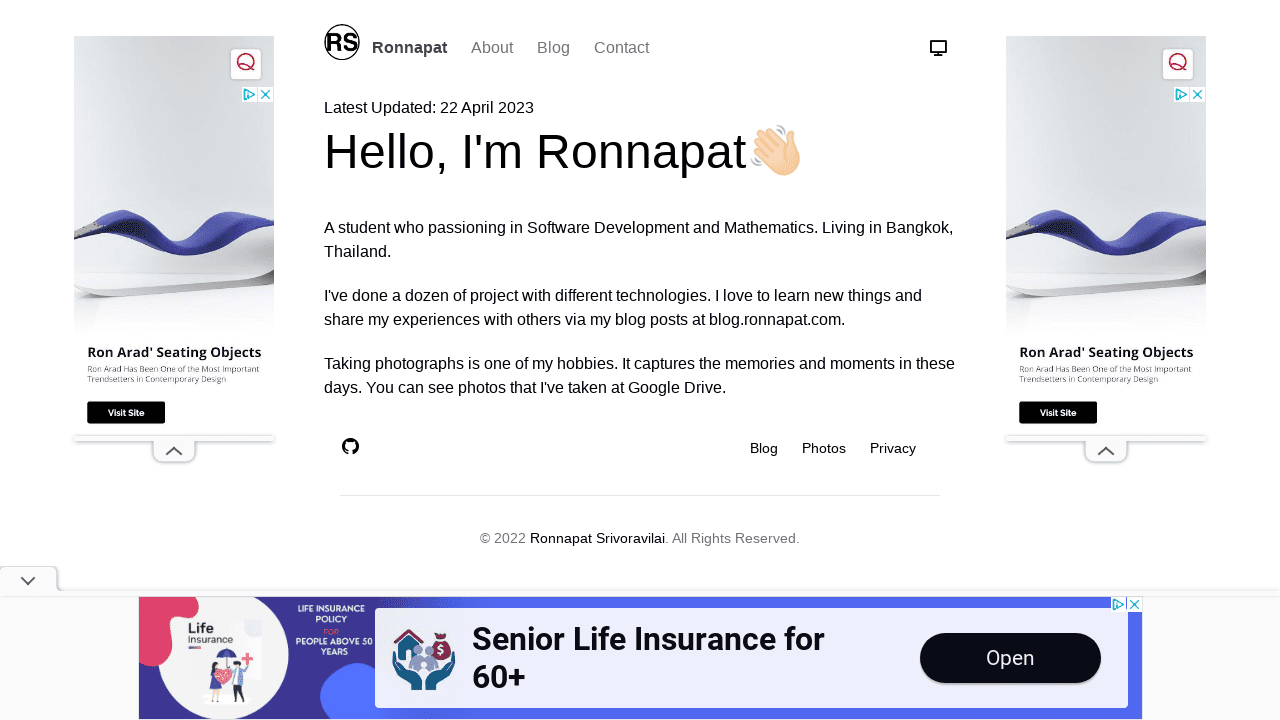 RS
Ronnapat About Blog Contact
Latest Updated: 22 April 2023
Hello, I'm Ronnapat👋🏻
A student who passioning in Software Development and Mathematics. Living in Bangkok,
Thailand.
I've done a dozen of project with different technologies. I love to learn new things and
share my experiences with others via my blog posts at blog.ronnapat.com.
Taking photographs is one of my hobbies. It captures the memories and moments in these
days. You can see photos that I've taken at Google Drive.
Blog Photos Privacy
© 2022 Ronnapat Srivoravilai. All Rights Reserved.
Ron Arad' Seating Objects
Ron Arad Has Been One of the Most Important
Trendsetters in Contemporary Design
Visit Site
Ron Arad' Seating Objects
Ron Arad Has Been One of the Most Important
Trendsetters in Contemporary Design
Visit Site
Life
Insurance
LIFE INSURANCE
POLICY
FOR
PEOPLE ABOVE 50
YEARS
Senior Life Insurance for
60+
Open